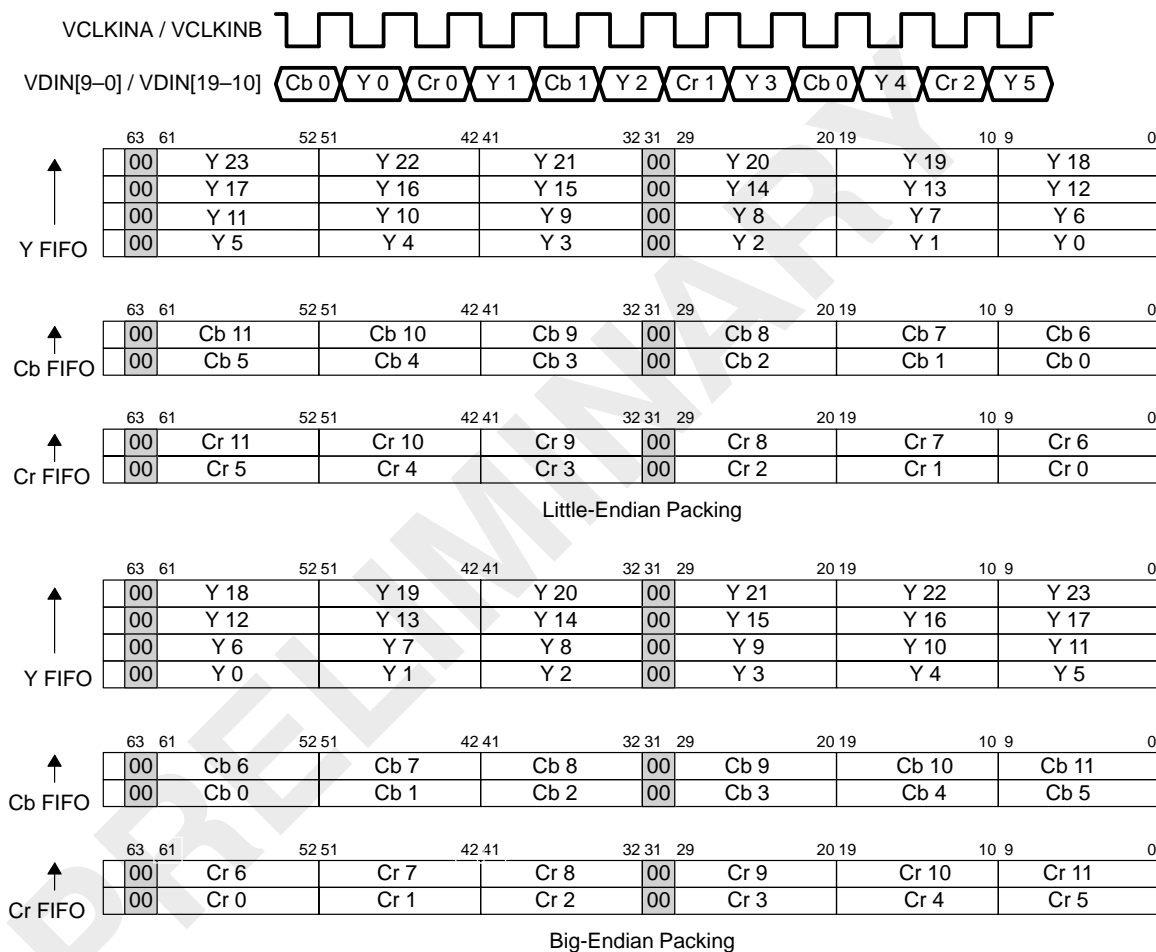 VCLKINA / VCLKINB
VDIN[9–0] / VDIN[19–10] Cb 0 Y 0 Cr 0 Y 1 Cb 1 Y 2 Cr 1 Y 3 Cb 0 Y 4 Cr 2 Y 5
63 61 52 51 42 41 32 31 29 20 19 10 9 0
00 Y 23 Y 22 Y 21 00 Y 20 Y 19 Y 18
00 Y 17 Y 16 Y 15 00 Y 14 Y 13 Y 12
00 Y 11 Y 10 Y 9 00 Y 8 Y 7 Y 6
Y FIFO 00 Y 5 Y 4 Y 3 00 Y 2 Y 1 Y 0
63 61 52 51 42 41 32 31 29 20 19 10 9 0
00 Cb 11 Cb 10 Cb 9 00 Cb 8 Cb 7 Cb 6
Cb FIFO 00 Cb 5 Cb 4 Cb 3 00 Cb 2 Cb 1 Cb 0
63 61 52 51 42 41 32 31 29 20 19 10 9 0
00 Cr 11 Cr 10 Cr 9 00 Cr 8 Cr 7 Cr 6
Cr FIFO 00 Cr 5 Cr 4 Cr 3 00 Cr 2 Cr 1 Cr 0
Little-Endian Packing
63 61 52 51 42 41 32 31 29 20 19 10 9 0
00 Y 18 Y 19 Y 20 00 Y 21 Y 22 Y 23
00 Y 12 Y 13 Y 14 00 Y 15 Y 16 Y 17
00 Y 6 Y 7 Y 8 00 Y 9 Y 10 Y 11
Y FIFO 00 Y 0 Y 1 Y 2 00 Y 3 Y 4 Y 5
63 61 52 51 42 41 32 31 29 20 19 10 9 0
00 Cb 6 Cb 7 Cb 8 00 Cb 9 Cb 10 Cb 11
Cb FIFO 00 Cb 0 Cb 1 Cb 2 00 Cb 3 Cb 4 Cb 5
63 61 52 51 42 41 32 31 29 20 19 10 9 0
00 Cr 6 Cr 7 Cr 8 00 Cr 9 Cr 10 Cr 11
Cr FIFO 00 Cr 0 Cr 1 Cr 2 00 Cr 3 Cr 4 Cr 5
Big-Endian Packing
PRELIMINARY